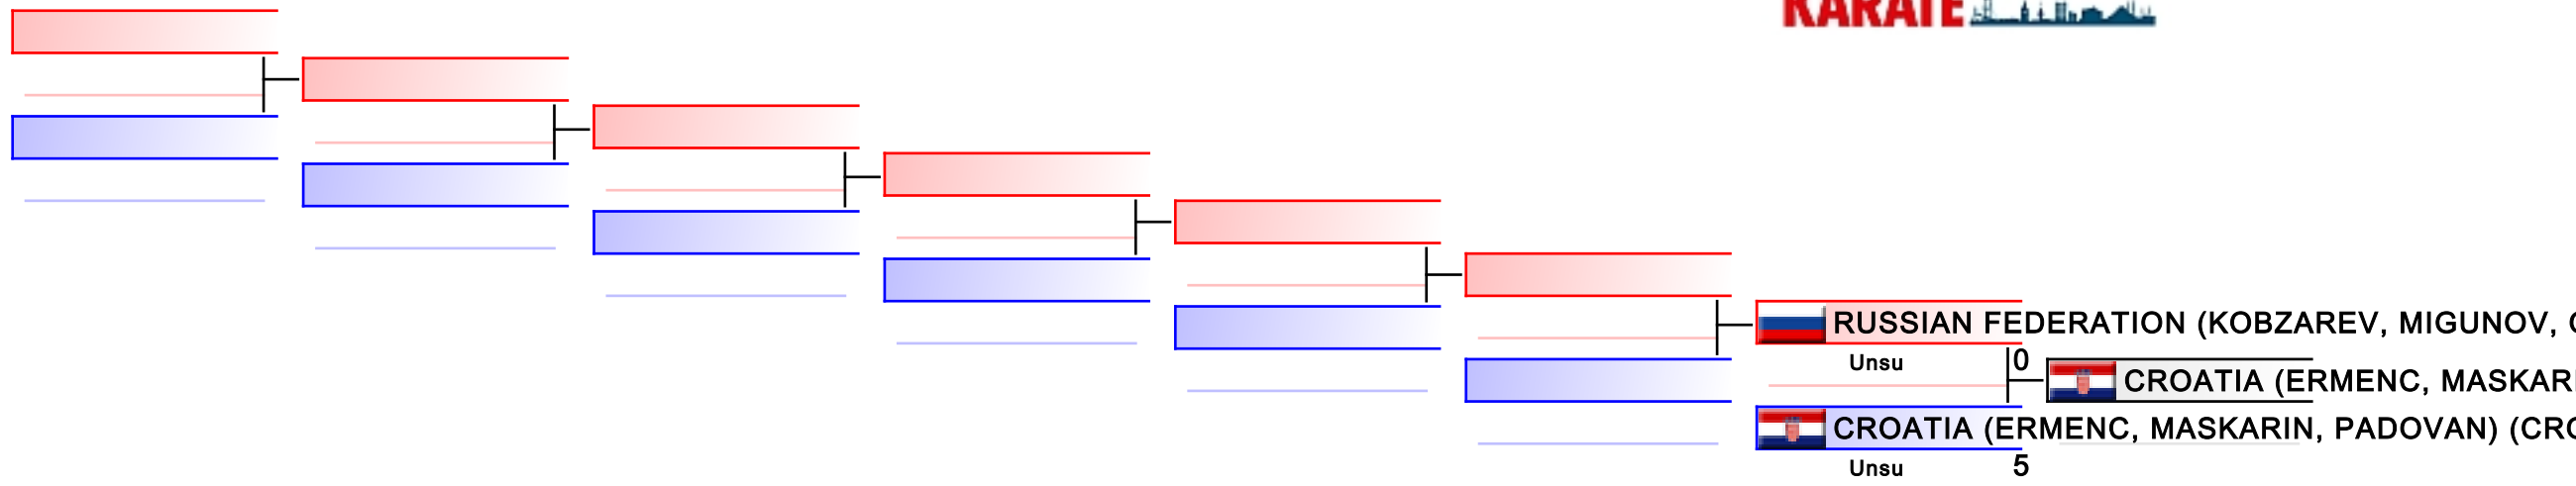 KARATE
RUSSIAN FEDERATION (KOBZAREV, MIGUNOV,
Unsu 0
CROATIA (ERMENC, MASKAR
CROATIA (ERMENC, MASKARIN, PADOVAN) (CRO
Unsu 5